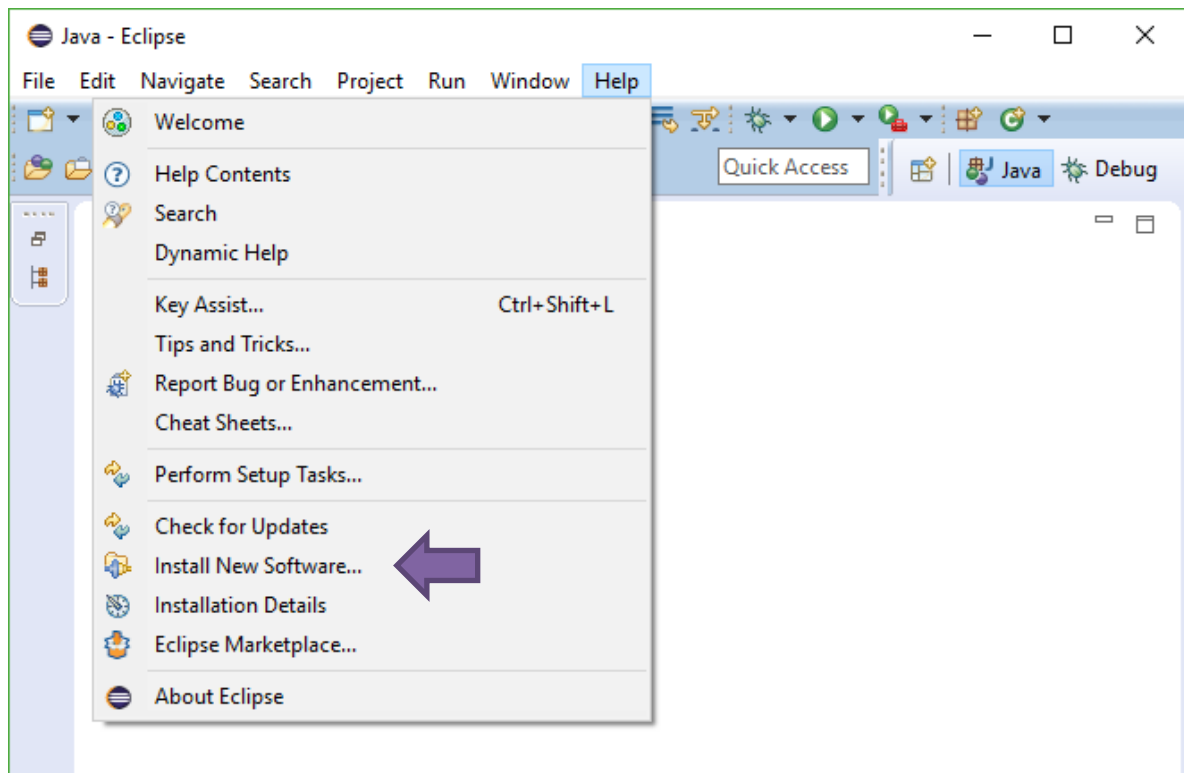 Java - Eclipse
File Edit Navigate Search Project Run Window Help
Welcome
Quick Access Java Debug
Help Contents
Search
Dynamic Help
Key Assist... Ctrl+Shift+L
Tips and Tricks...
Report Bug or Enhancement...
Cheat Sheets...
Perform Setup Tasks...
Check for Updates
Install New Software...
Installation Details
Eclipse Marketplace...
About Eclipse